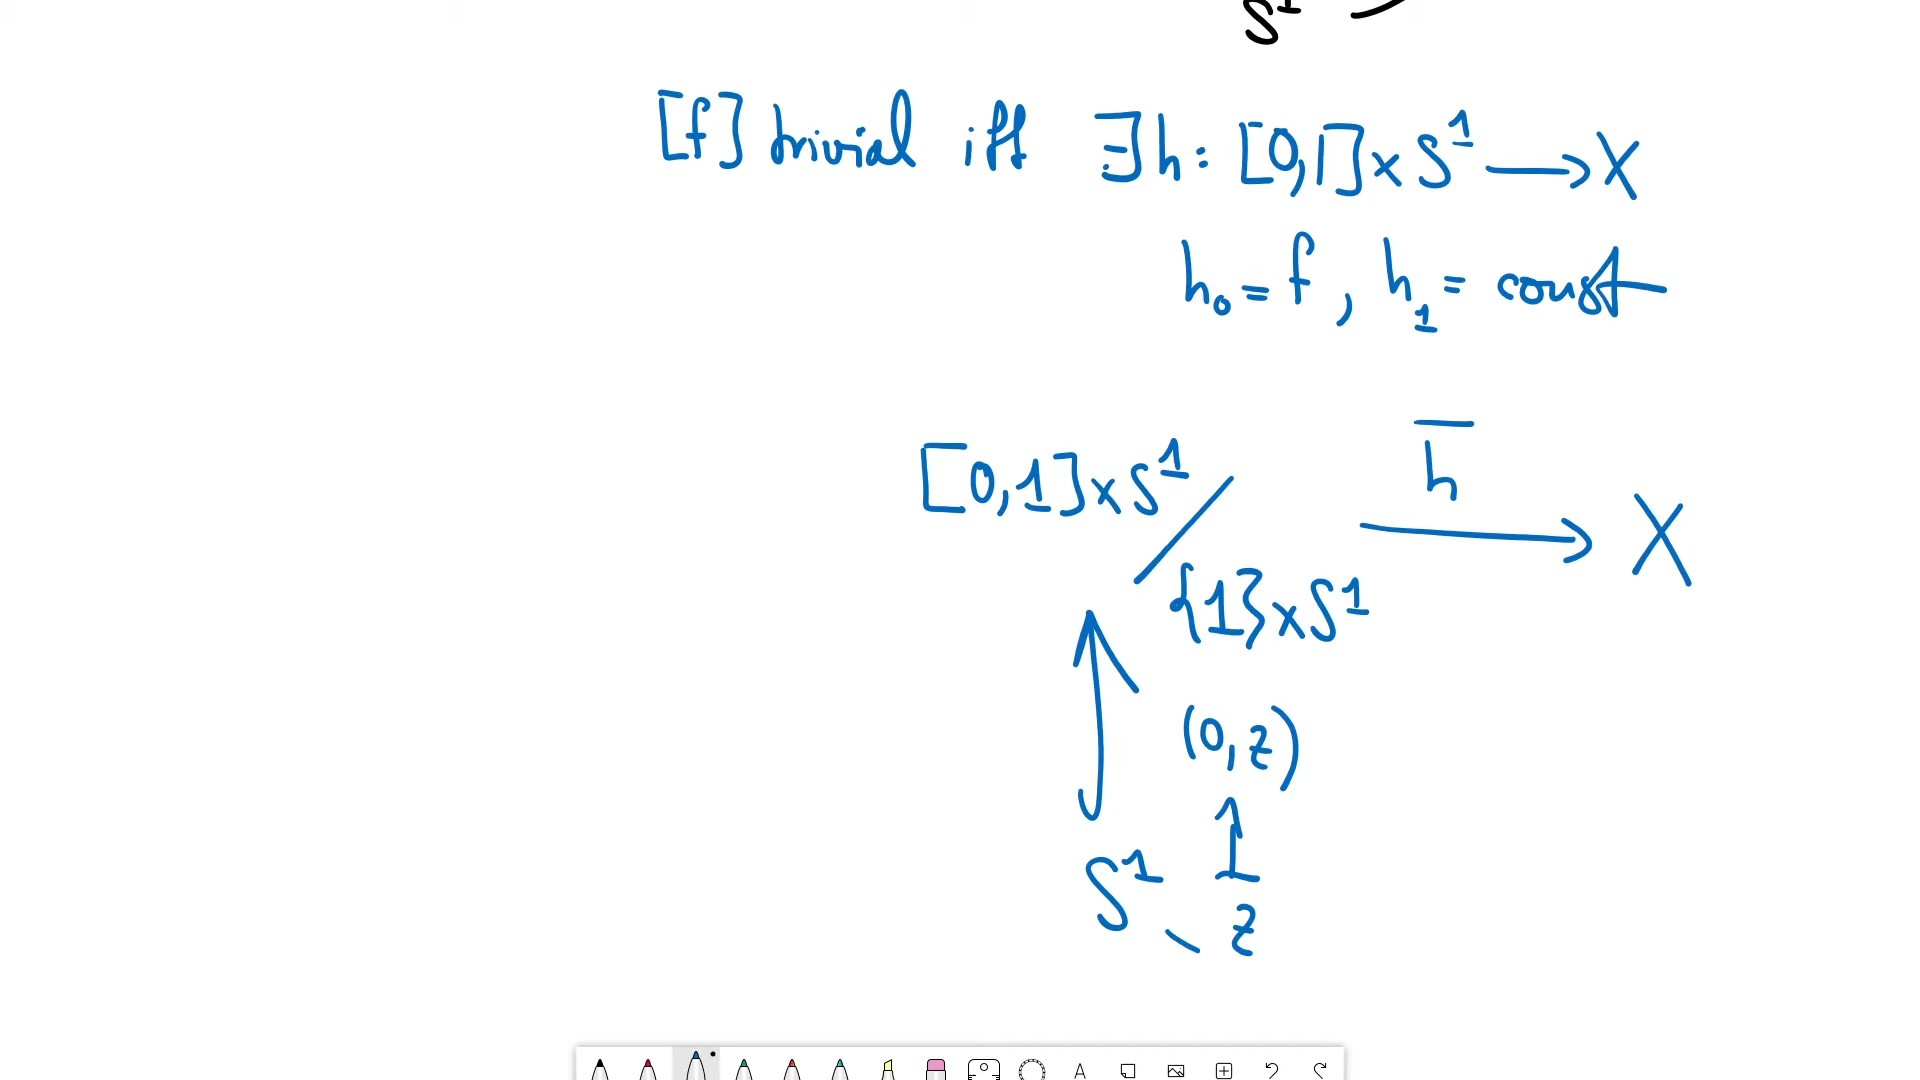 S¹
[f] trivial iff ∃h: [0,1]×S¹ → X
h₀ = f, h₁ = const
[0,1]×S¹ / {1}×S¹ → X
h̅
(0,z)
↥
S¹ z
A